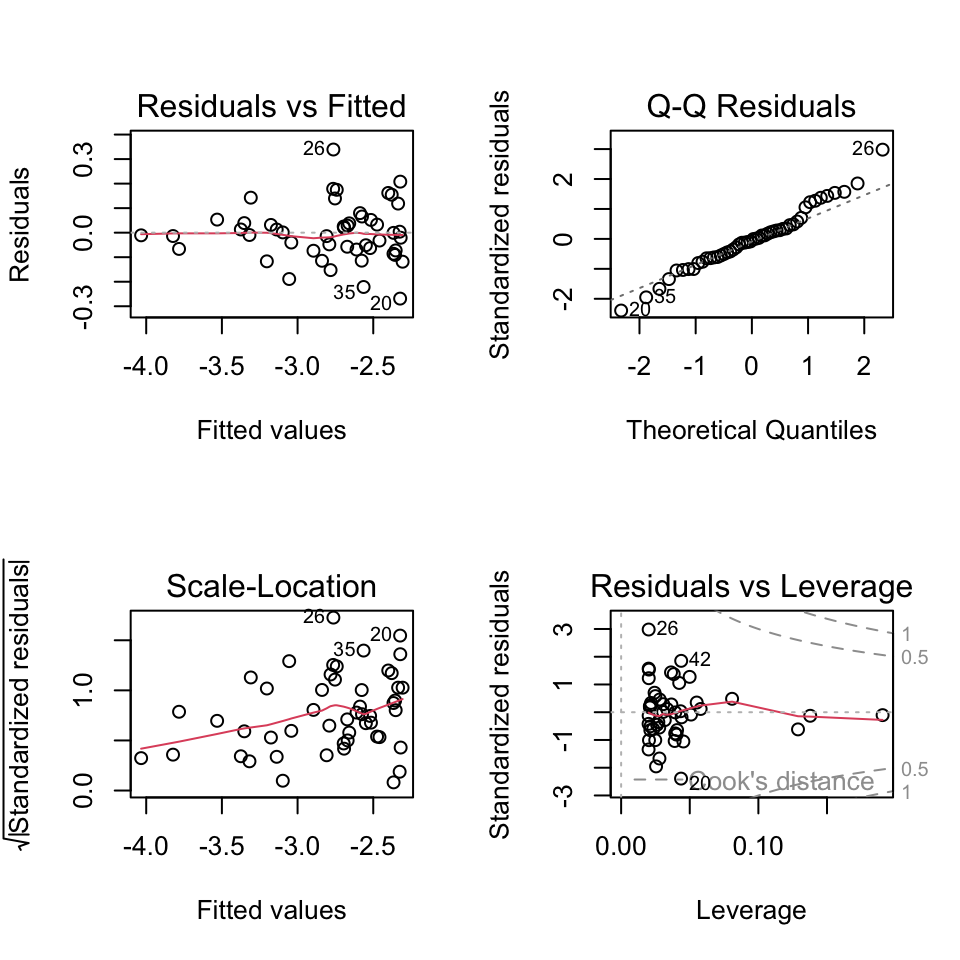 Residuals vs Fitted
Residuals
0.3
0.0
-0.3
26
35
20
-4.0 -3.5 -3.0 -2.5
Fitted values
Q-Q Residuals
Standardized residuals
2
0
-2
26
35
20
-2 -1 0 1 2
Theoretical Quantiles
Scale-Location
√|Standardized residuals|
1.0
0.0
26
35
20
-4.0 -3.5 -3.0 -2.5
Fitted values
Residuals vs Leverage
Standardized residuals
3
1
-1
-3
26
42
20
Cook's distance
1
0.5
0.5
1
0.00 0.10
Leverage